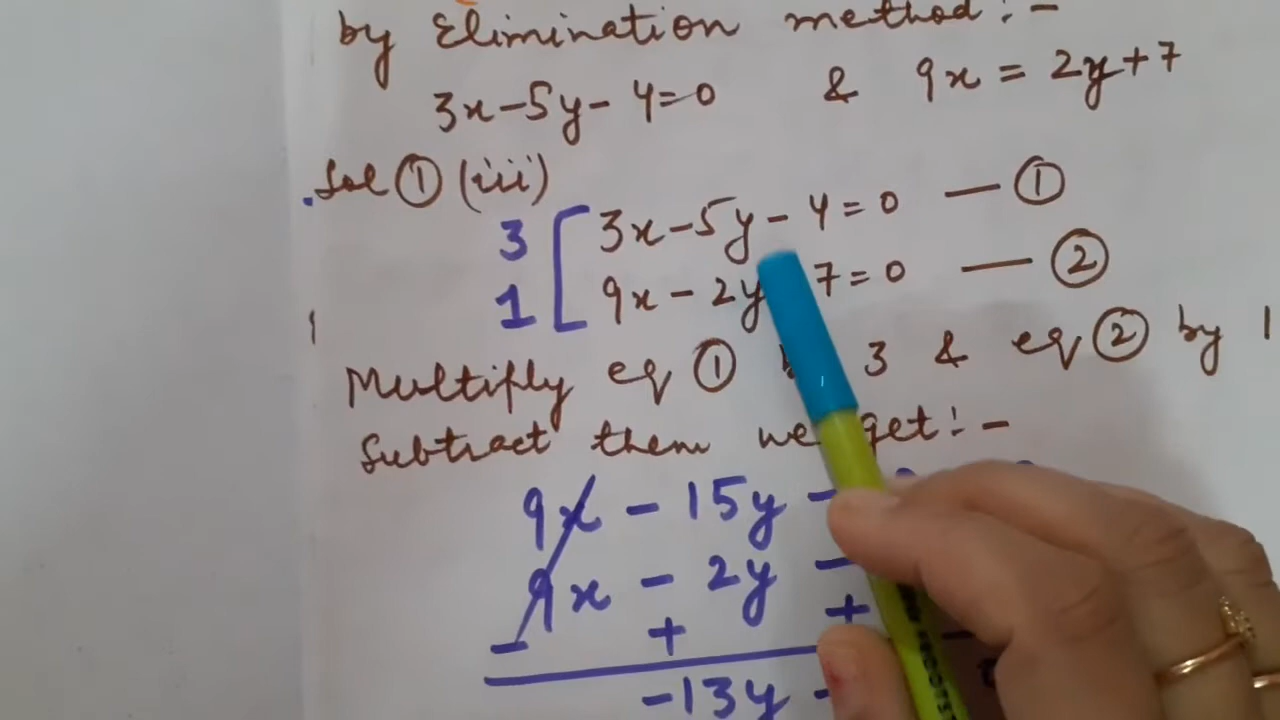 by Elimination method :-
3x-5y-4=0 & 9x = 2y+7
Sol ① (iii)
3 [ 3x-5y-4=0 — ①
1 [ 9x-2y 7=0 — ②
Multiply eq ① 3 & eq ② by 1
Subtract them we get :-
9x - 15y -
9x - 2y -
- + +
-13y -